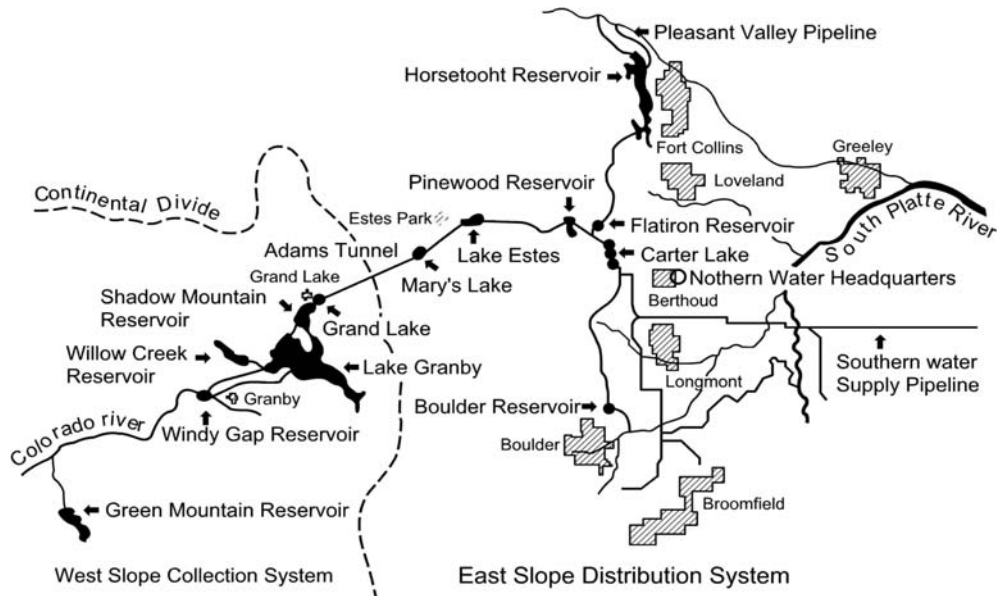 Pleasant Valley Pipeline
Horsetooht Reservoir
Fort Collins
Greeley
Loveland
Continental Divide
Pinewood Reservoir
South Platte River
Estes Park
Flatiron Reservoir
Adams Tunnel
Lake Estes
Carter Lake
Grand Lake
Mary's Lake
Nothern Water Headquarters
Berthoud
Shadow Mountain
Reservoir
Grand Lake
Willow Creek
Reservoir
Lake Granby
Southern water
Supply Pipeline
Longmont
Granby
Boulder Reservoir
Colorado river
Windy Gap Reservoir
Boulder
Broomfield
Green Mountain Reservoir
West Slope Collection System
East Slope Distribution System